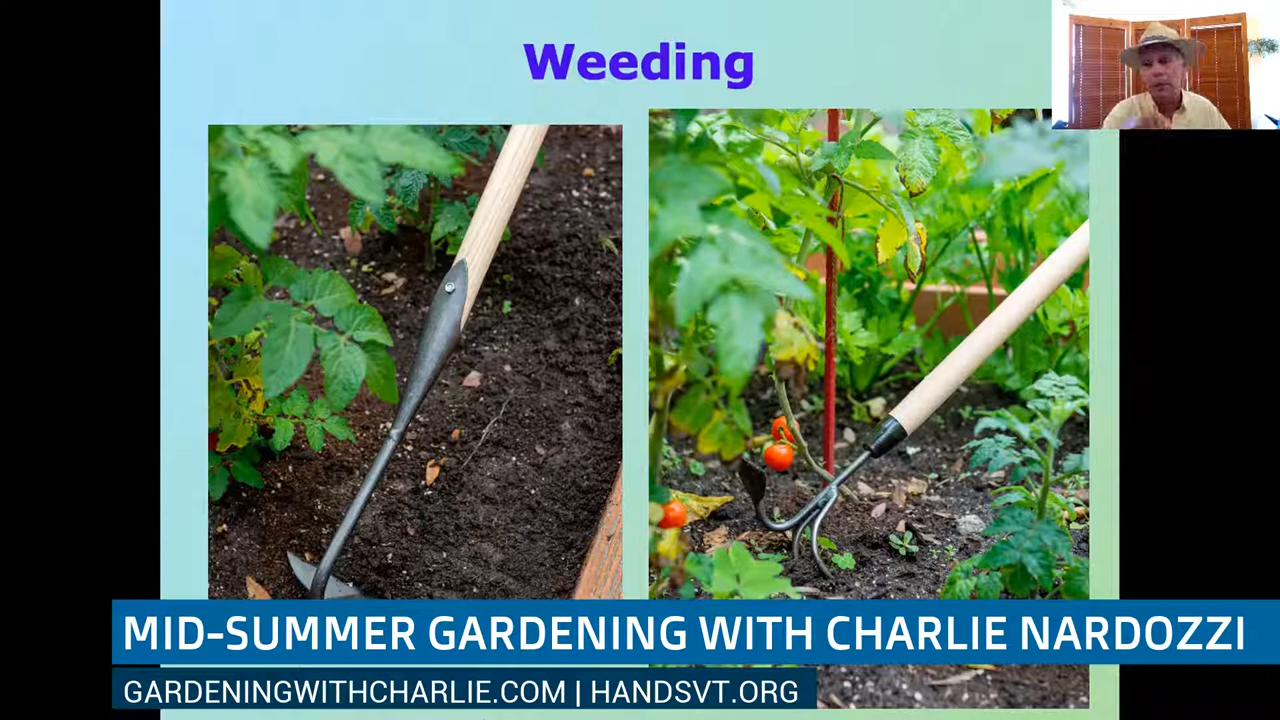 Weeding
MID-SUMMER GARDENING WITH CHARLIE NARDOZZI
GARDENINGWITHCHARLIE.COM | HANDSVT.ORG